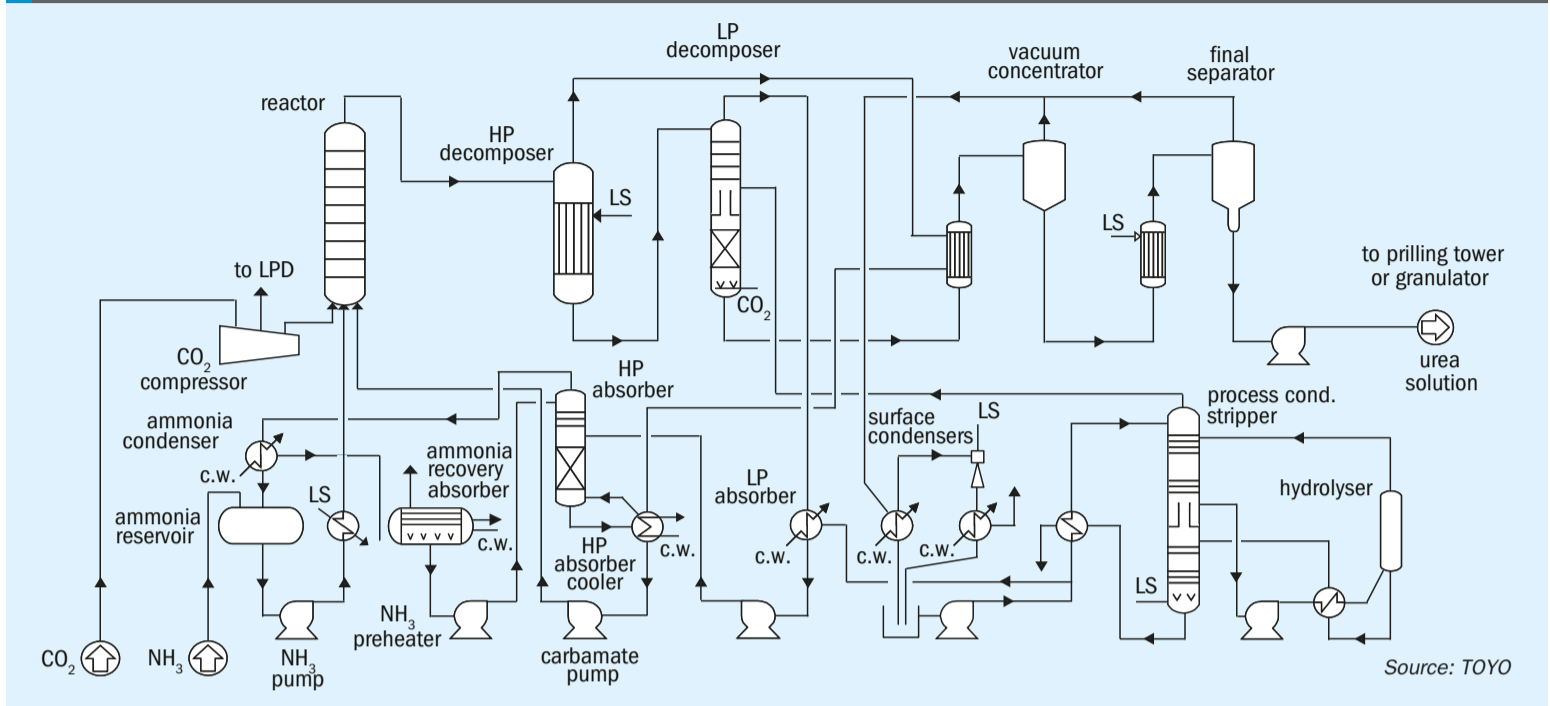 LP
decomposer
vacuum
concentrator
final
separator
reactor
HP
decomposer
LS
LS
to LPD
to prilling tower
or granulator
CO2
CO2
compressor
urea
solution
HP
absorber
process cond.
stripper
ammonia
condenser
surface
condensers
LS
ammonia
recovery
absorber
c.w.
LS
LP
absorber
hydrolyser
ammonia
reservoir
c.w.
HP
absorber
cooler
c.w.
c.w.
c.w.
c.w.
LS
NH3
preheater
CO2
NH3
NH3
pump
carbamate
pump
Source: TOYO